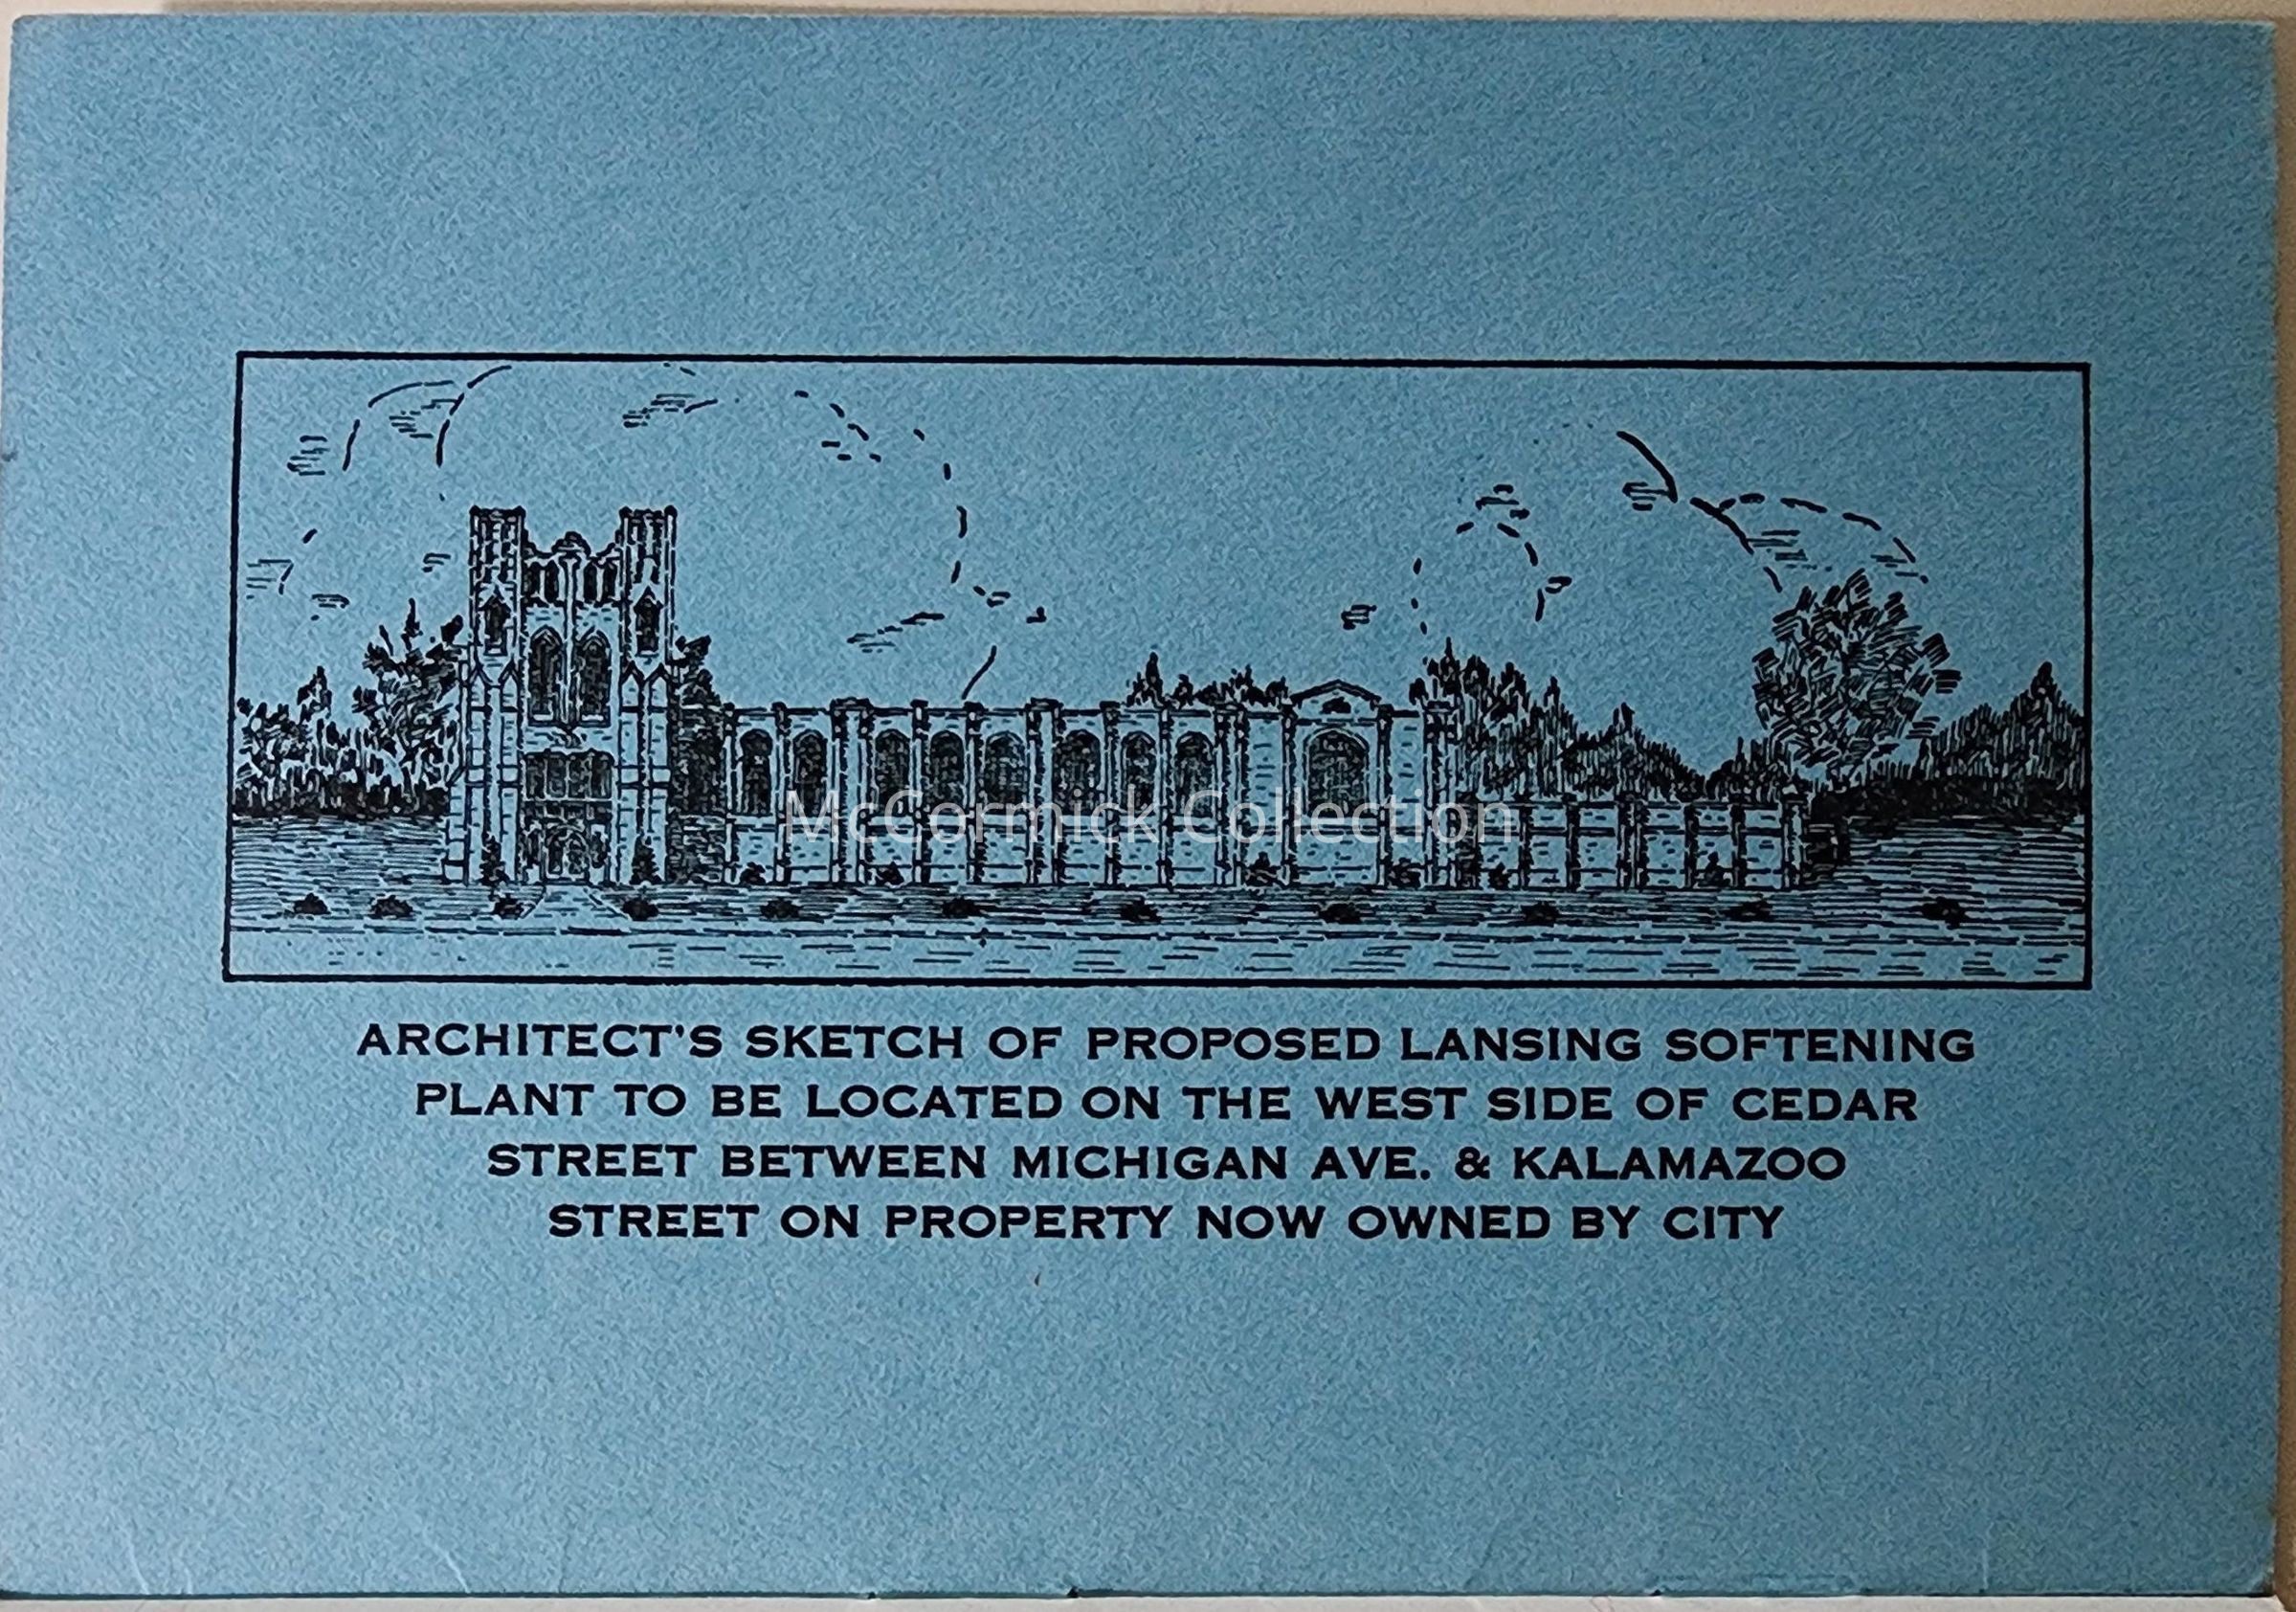 McCormick Collection
ARCHITECT'S SKETCH OF PROPOSED LANSING SOFTENING
PLANT TO BE LOCATED ON THE WEST SIDE OF CEDAR
STREET BETWEEN MICHIGAN AVE. & KALAMAZOO
STREET ON PROPERTY NOW OWNED BY CITY